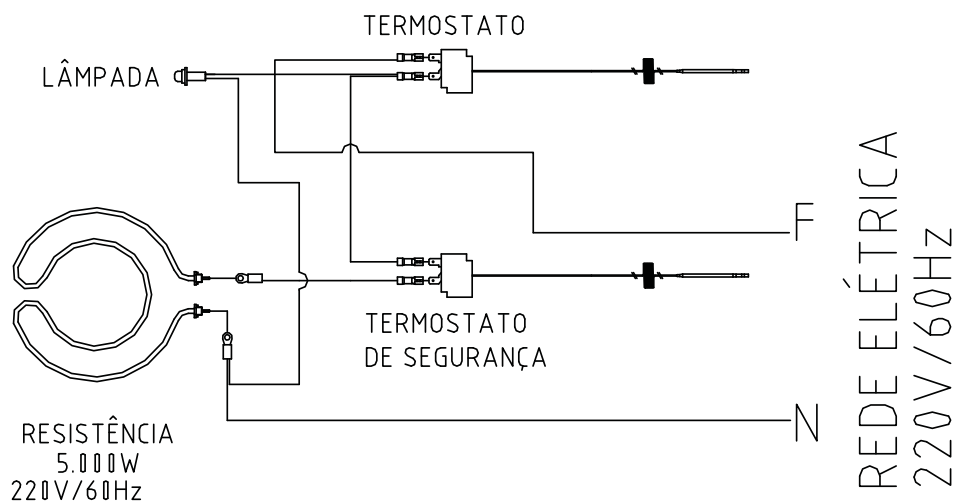 TERMOSTATO
LÂMPADA
F
TERMOSTATO
DE SEGURANÇA
N
RESISTÊNCIA
5.000W
220V/60Hz
REDE ELÉTRICA
220V/60Hz